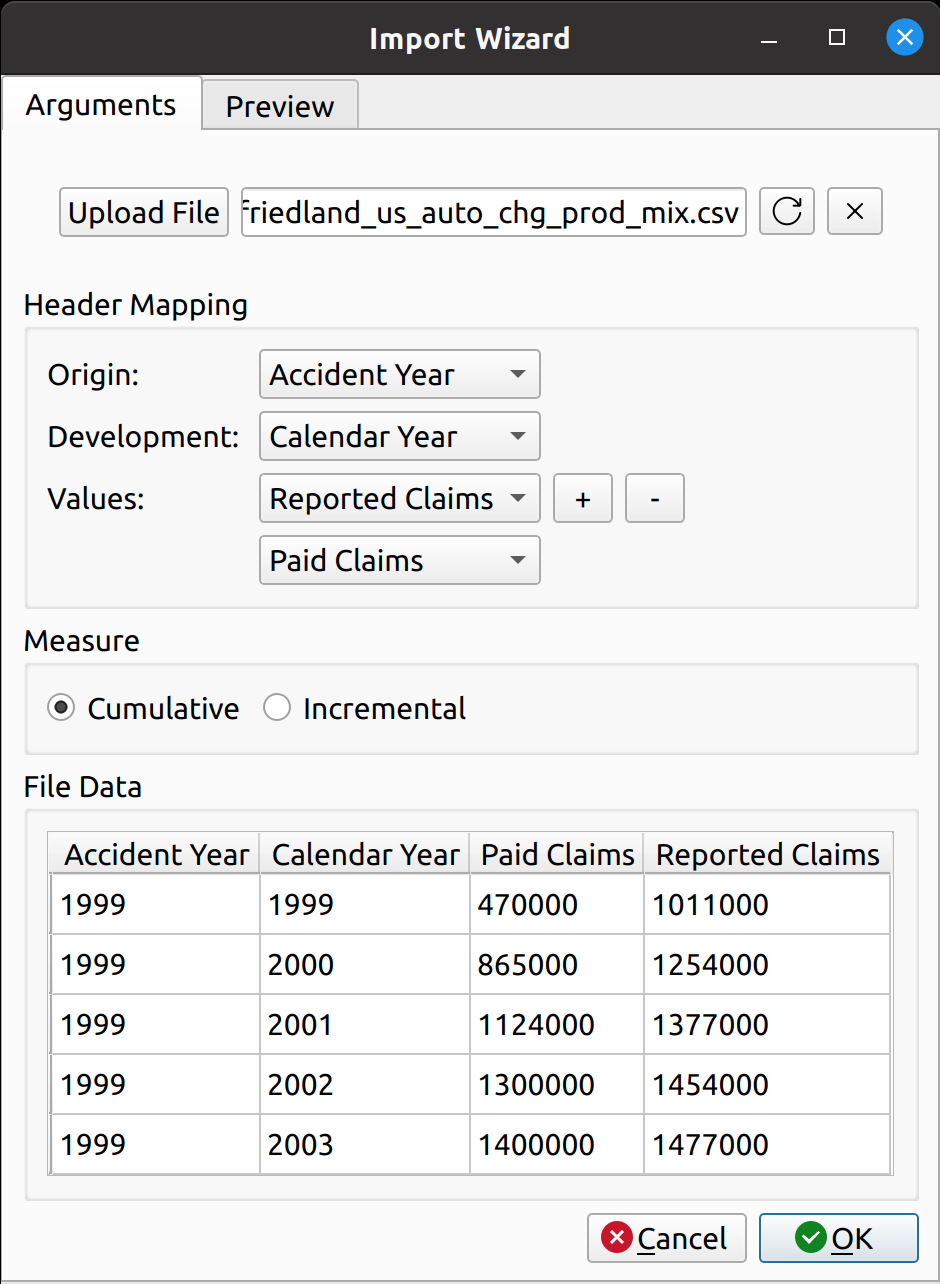 Import Wizard
Arguments Preview
Upload File friedland_us_auto_chg_prod_mix.csv
Header Mapping
Origin: Accident Year
Development: Calendar Year
Values: Reported Claims + -
Paid Claims
Measure
Cumulative Incremental
File Data
Accident Year Calendar Year Paid Claims Reported Claims
1999 1999 470000 1011000
1999 2000 865000 1254000
1999 2001 1124000 1377000
1999 2002 1300000 1454000
1999 2003 1400000 1477000
Cancel OK